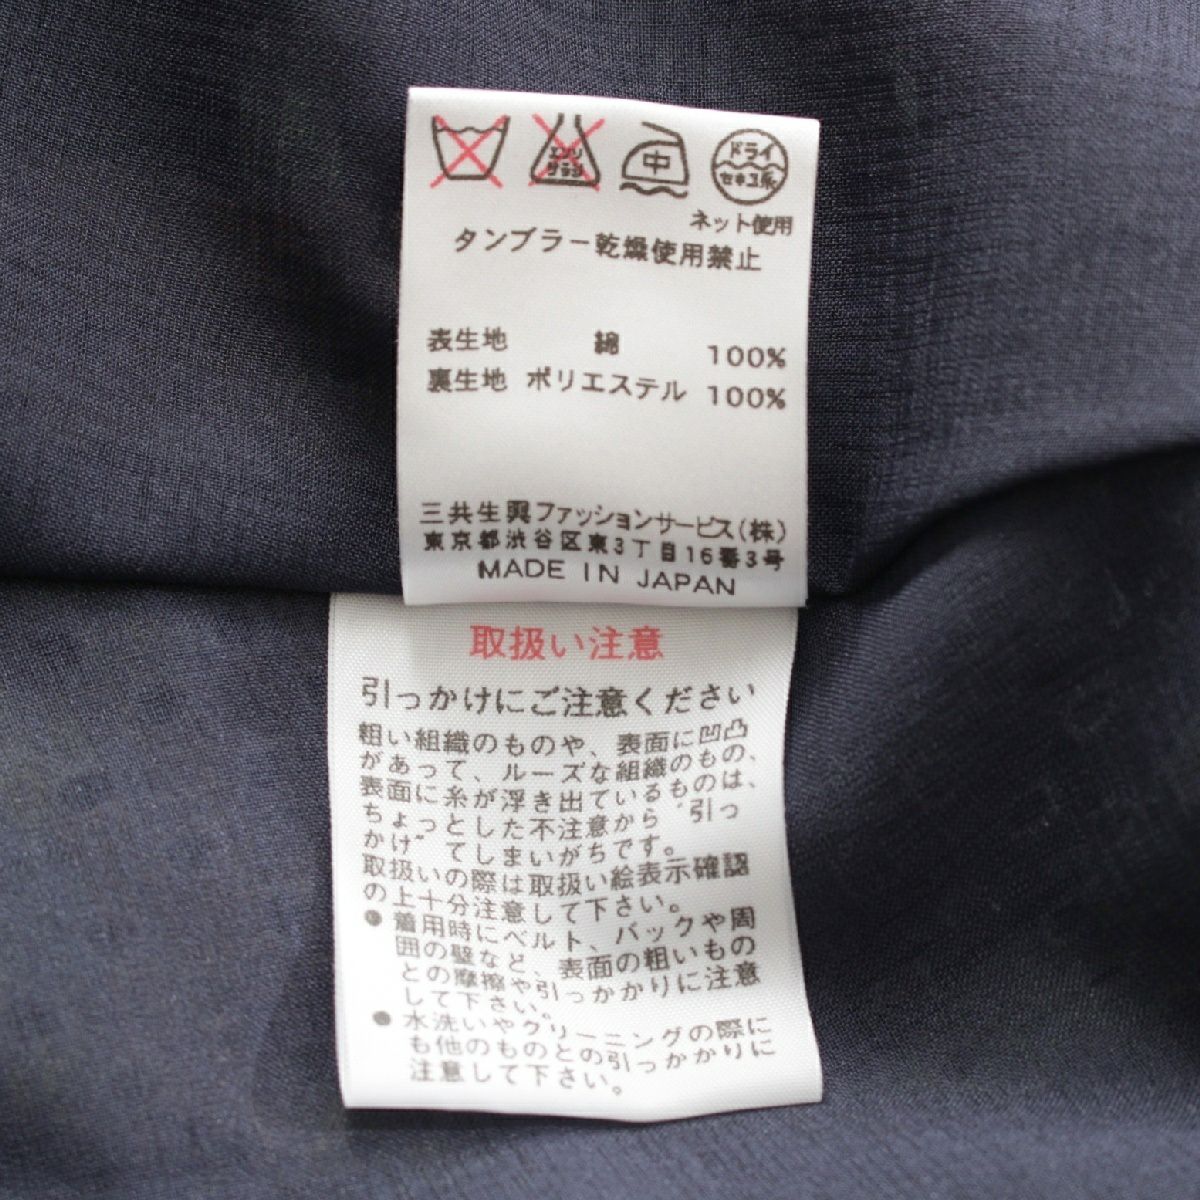 エンソ
サラシ
中
ドライ
セキユ系
ネット使用
タンブラー乾燥使用禁止
表生地 綿 100%
裏生地 ポリエステル 100%
三共生興ファッションサービス(株)
東京都渋谷区東3丁目16番3号
MADE IN JAPAN
取扱い注意
引っかけにご注意ください
粗い組織のものや、表面に凹凸
があって、ルーズな組織のもの、
表面に糸が浮き出ているものは、
ちょっとした不注意から“引っ
かけ”てしまいがちです。
取扱いの際は取扱い絵表示確認
の上十分注意して下さい。
●着用時にベルト、バックや周
囲の壁など、表面の粗いもの
との摩擦や引っかかりに注意
して下さい。
●水洗いやクリーニングの際に
も他のものとの引っかかりに
注意して下さい。